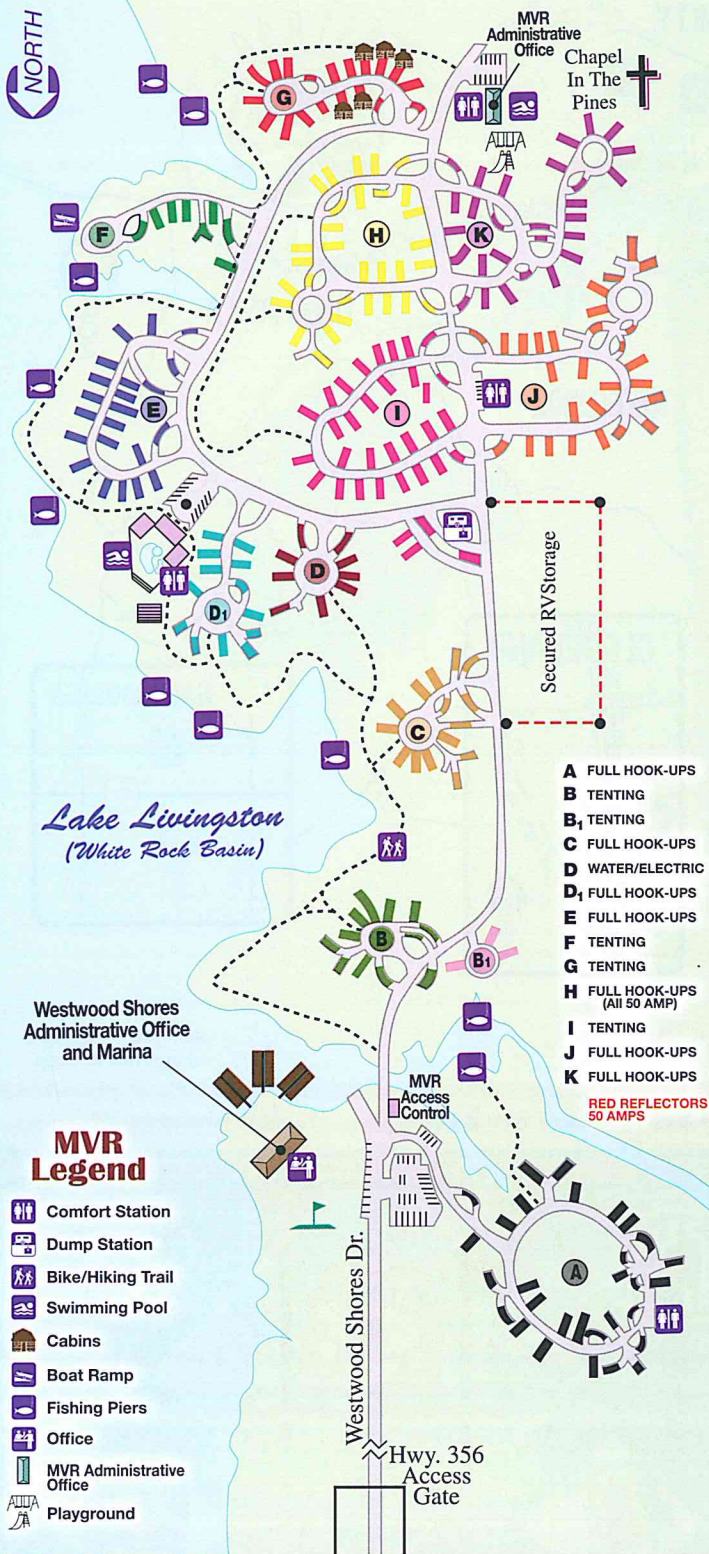 NORTH
MVR
Administrative
Office
Chapel
In The
Pines
G
F
H
K
E
I
J
D
D1
C
Secured RV Storage
Lake Livingston
(White Rock Basin)
B
B1
A FULL HOOK-UPS
B TENTING
B1 TENTING
C FULL HOOK-UPS
D WATER/ELECTRIC
D1 FULL HOOK-UPS
E FULL HOOK-UPS
F TENTING
G TENTING
H FULL HOOK-UPS
(All 50 AMP)
I TENTING
J FULL HOOK-UPS
K FULL HOOK-UPS
RED REFLECTORS
50 AMPS
Westwood Shores
Administrative Office
and Marina
MVR
Access
Control
A
MVR
Legend
Comfort Station
Dump Station
Bike/Hiking Trail
Swimming Pool
Cabins
Boat Ramp
Fishing Piers
Office
MVR Administrative
Office
Playground
Westwood Shores Dr.
Hwy. 356
Access
Gate